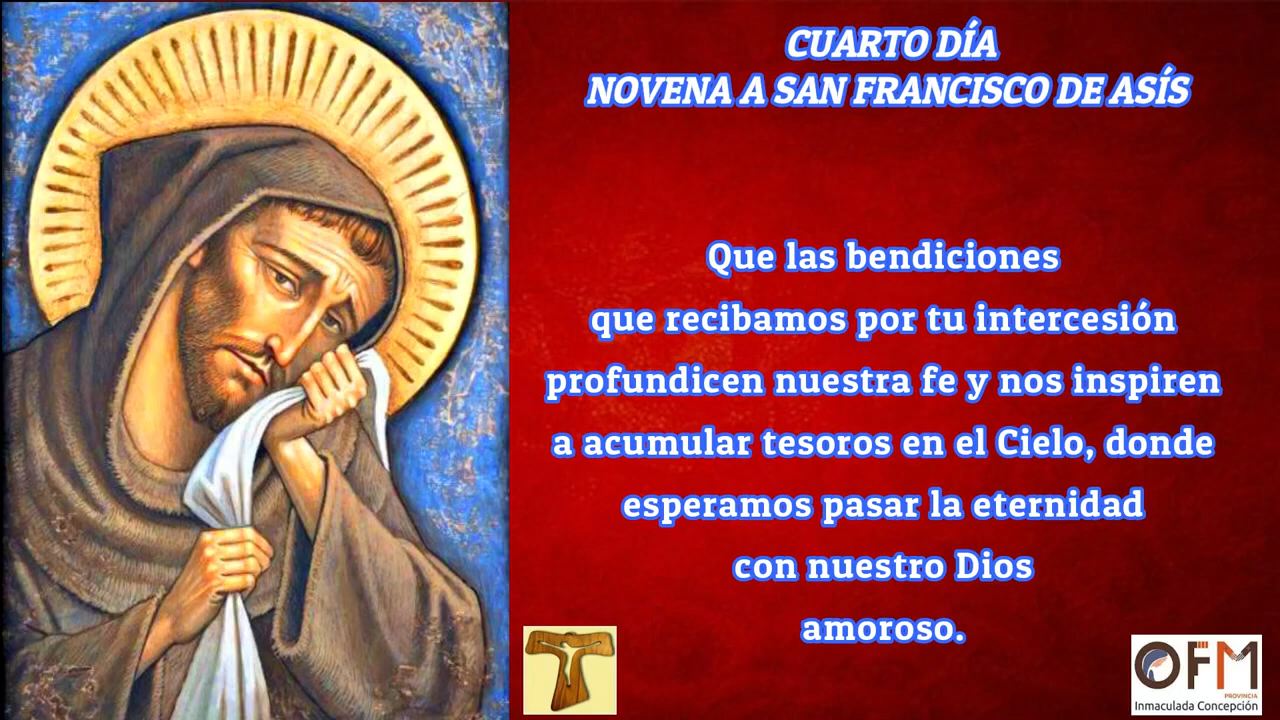 CUARTO DÍA
NOVENA A SAN FRANCISCO DE ASÍS
Que las bendiciones
que recibamos por tu intercesión
profundicen nuestra fe y nos inspiren
a acumular tesoros en el Cielo, donde
esperamos pasar la eternidad
con nuestro Dios
amoroso.
OFM
PROVINCIA
Inmaculada Concepción